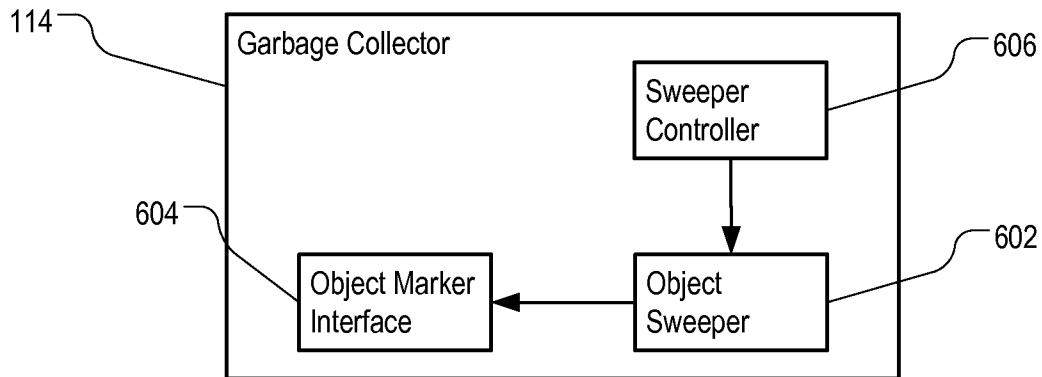 114
Garbage Collector
606
Sweeper
Controller
604
602
Object Marker
Interface
Object
Sweeper